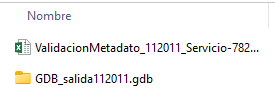 Nombre
ValidacionMetadato_112011_Servicio-782...
GDB_salida112011.gdb